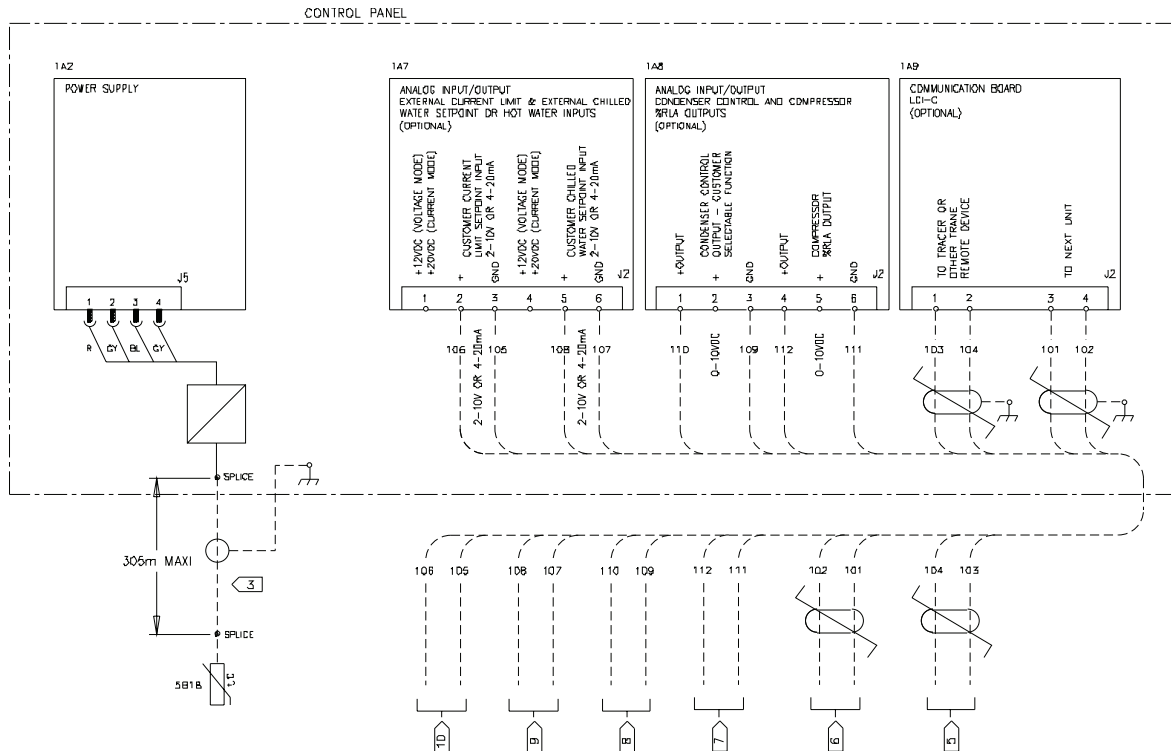 CONTROL PANEL
1A2
POWER SUPPLY
J5
1 2 3 4
R GY BL GY
SPLICE
305m MAXI
3
SPLICE
5B1B
1A7
ANALOG INPUT/OUTPUT
EXTERNAL CURRENT LIMIT & EXTERNAL CHILLED
WATER SETPOINT OR HOT WATER INPUTS
(OPTIONAL)
+12VDC (VOLTAGE MODE)
+20VDC (CURRENT MODE)
+
CUSTOMER CURRENT
LIMIT SETPOINT INPUT
2-10V OR 4-20mA
GND
+12VDC (VOLTAGE MODE)
+20VDC (CURRENT MODE)
+
CUSTOMER CHILLED
WATER SETPOINT INPUT
2-10V OR 4-20mA
GND
J2
1 2 3 4 5 6
106
2-10V OR 4-20mA
105
108
2-10V OR 4-20mA
107
1A8
ANALOG INPUT/OUTPUT
CONDENSER CONTROL AND COMPRESSOR
%RLA OUTPUTS
(OPTIONAL)
+OUTPUT
CONDENSER CONTROL
OUTPUT - CUSTOMER
SELECTABLE FUNCTION
+
GND
+OUTPUT
COMPRESSOR
%RLA OUTPUT
+
GND
J2
1 2 3 4 5 6
110
0-10VDC
109
112
0-10VDC
111
1A9
COMMUNICATION BOARD
LCI-C
(OPTIONAL)
TO TRACER OR
OTHER TRANE
REMOTE DEVICE
TO NEXT UNIT
J2
1 2 3 4
103 104 101 102
106 105 108 107 110 109 112 111 102 101 104 103
10 9 8 7 6 5